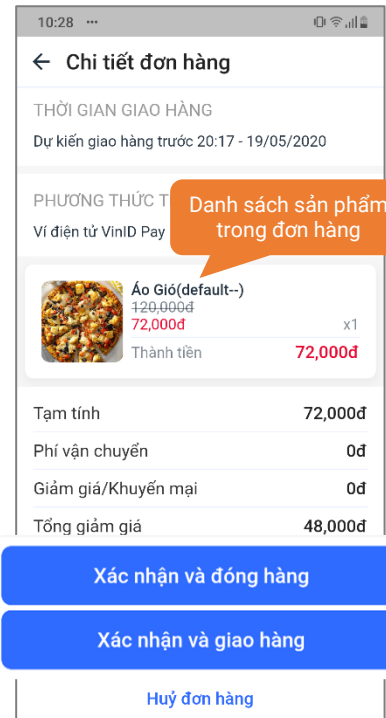 10:28 ···
← Chi tiết đơn hàng
THỜI GIAN GIAO HÀNG
Dự kiến giao hàng trước 20:17 - 19/05/2020
PHƯƠNG THỨC T
Ví điện tử VinID Pay
Danh sách sản phẩm
trong đơn hàng
Áo Gió(default--)
120,000đ
72,000đ x1
Thành tiền 72,000đ
Tạm tính 72,000đ
Phí vận chuyển 0đ
Giảm giá/Khuyến mại 0đ
Tổng giảm giá 48,000đ
Xác nhận và đóng hàng
Xác nhận và giao hàng
Huỷ đơn hàng